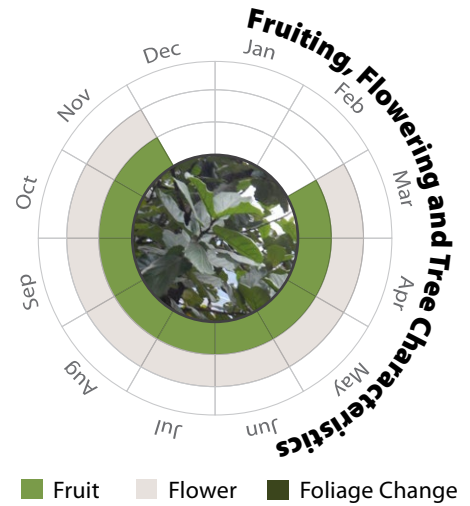 Fruiting, Flowering and Tree Characteristics
Jan
Feb
Mar
Apr
May
Jun
Jul
Aug
Sep
Oct
Nov
Dec
Fruit
Flower
Foliage Change